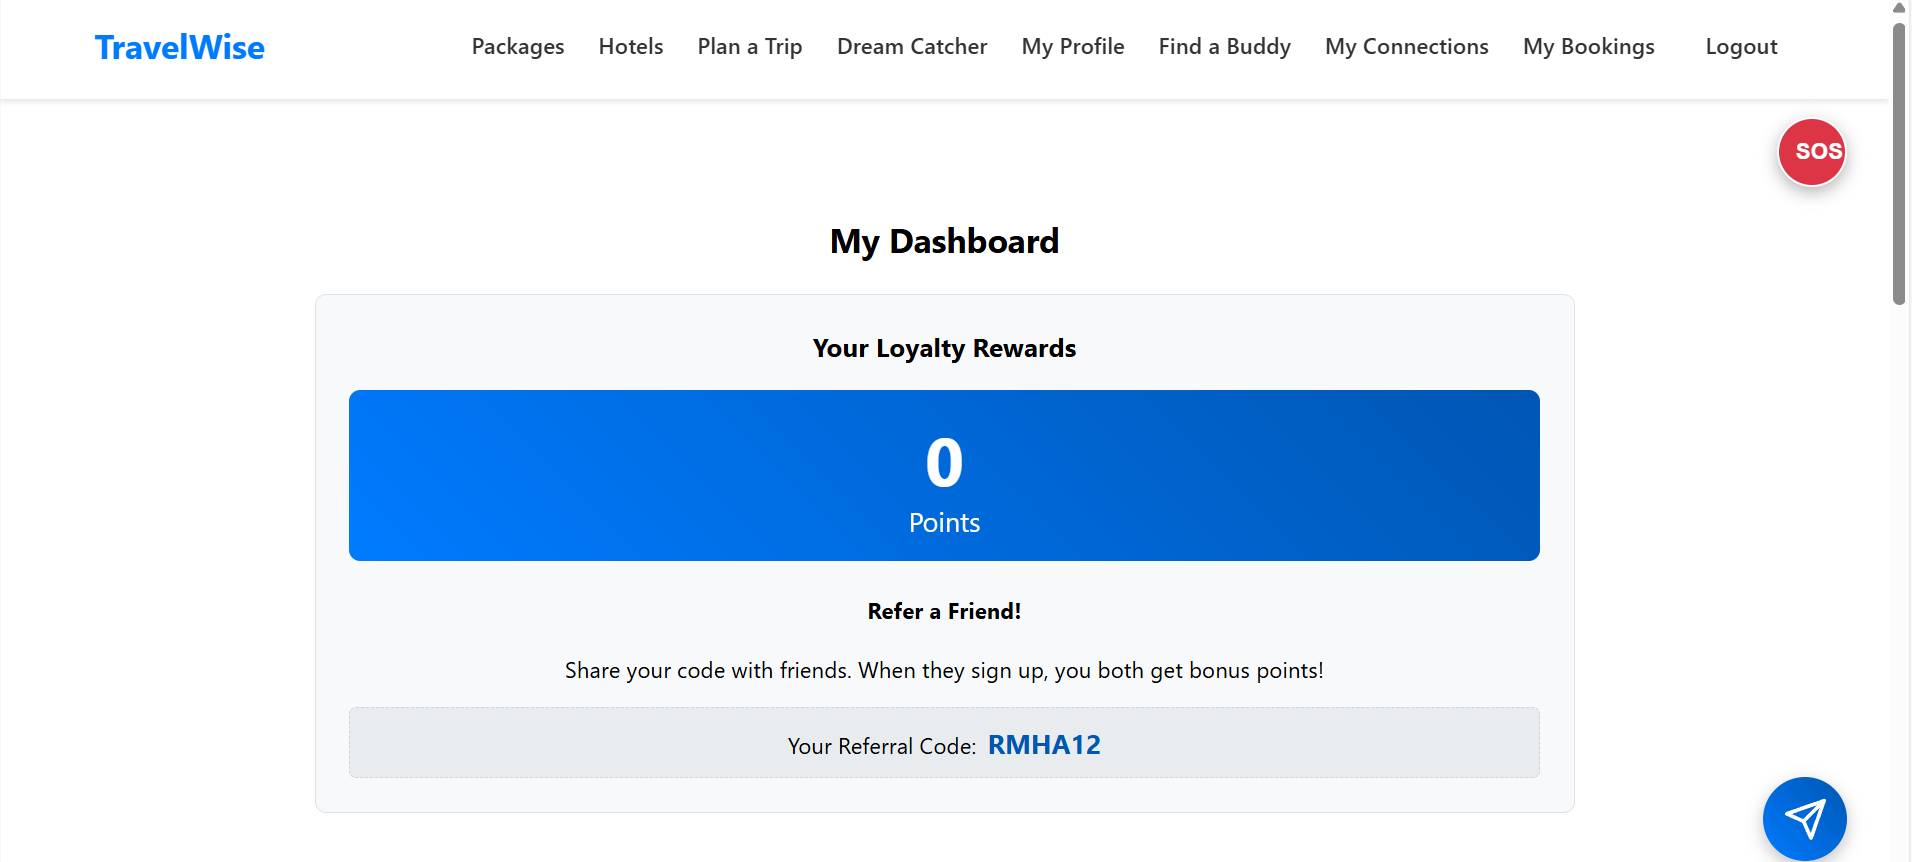 TravelWise Packages Hotels Plan a Trip Dream Catcher My Profile Find a Buddy My Connections My Bookings Logout
SOS
My Dashboard
Your Loyalty Rewards
0
Points
Refer a Friend!
Share your code with friends. When they sign up, you both get bonus points!
Your Referral Code: RMHA12